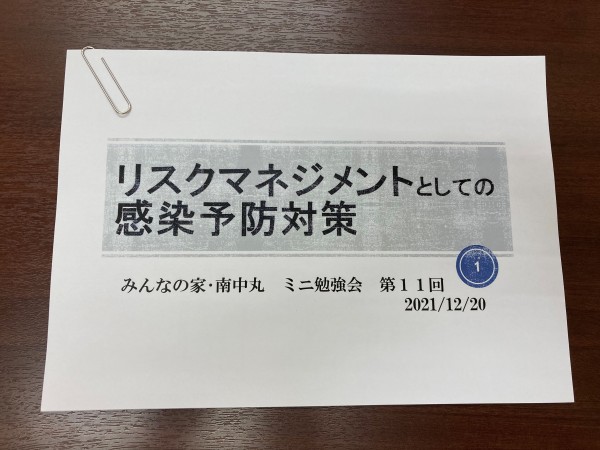 リスクマネジメントとしての
感染予防対策
1
みんなの家・南中丸　ミニ勉強会　第１１回
2021/12/20